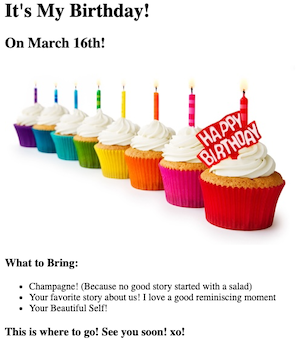 It's My Birthday!
On March 16th!
HAPPY
BIRTHDAY
What to Bring:
Champagne! (Because no good story started with a salad)
Your favorite story about us! I love a good reminiscing moment
Your Beautiful Self!
This is where to go! See you soon! xo!